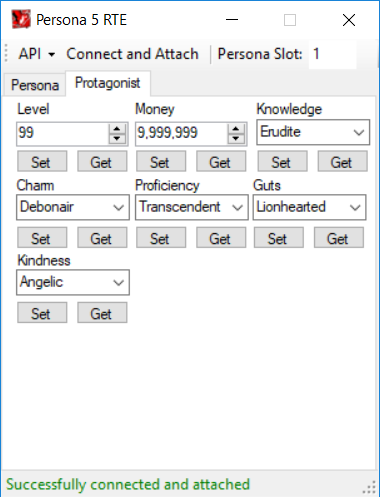 Persona 5 RTE
API Connect and Attach Persona Slot: 1
Persona Protagonist
Level Money Knowledge
99 9,999,999 Erudite
Set Get Set Get Set Get
Charm Proficiency Guts
Debonair Transcendent Lionhearted
Set Get Set Get Set Get
Kindness
Angelic
Set Get
Successfully connected and attached